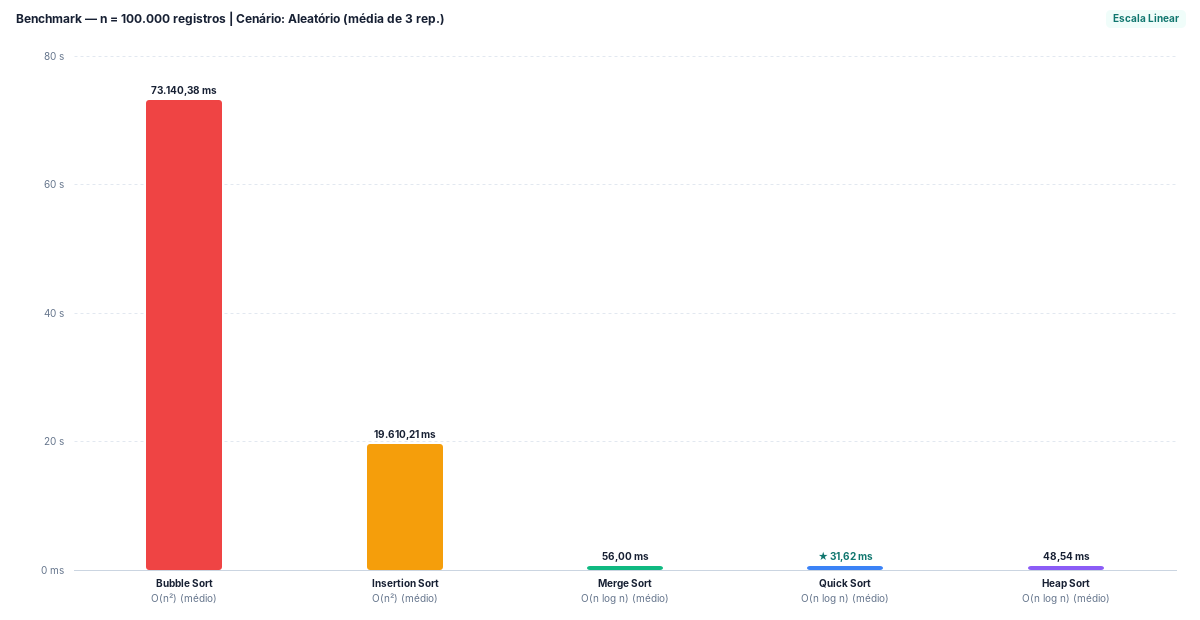 Benchmark — n = 100.000 registros | Cenário: Aleatório (média de 3 rep.)
Escala Linear
80 s
73.140,38 ms
60 s
40 s
19.610,21 ms
20 s
56,00 ms
★ 31,62 ms
48,54 ms
0 ms
Bubble Sort
O(n²) (médio)
Insertion Sort
O(n²) (médio)
Merge Sort
O(n log n) (médio)
Quick Sort
O(n log n) (médio)
Heap Sort
O(n log n) (médio)